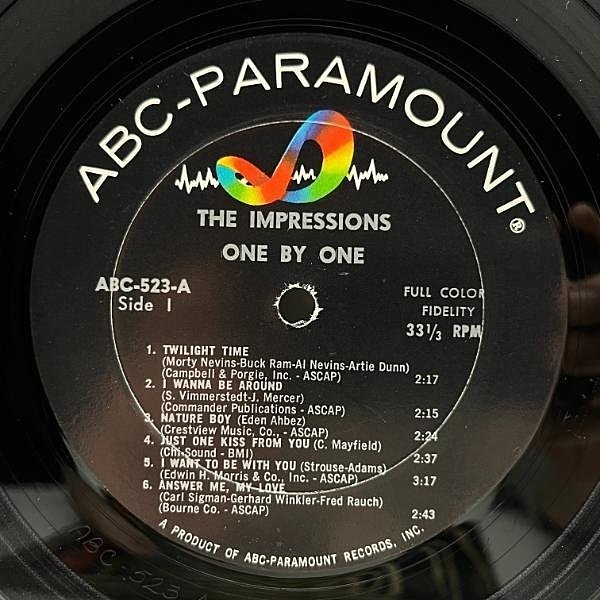 ABC-PARAMOUNT®
THE IMPRESSIONS
ONE BY ONE
ABC-523-A
Side 1
FULL COLOR
FIDELITY
33 1/3 RPM
1. TWILIGHT TIME
(Morty Nevins-Buck Ram-Al Nevins-Artie Dunn)
(Campbell & Porgie, Inc. - ASCAP) 2:17
2. I WANNA BE AROUND
(S. Vimmerstedt-J. Mercer)
(Commander Publications - ASCAP) 2:15
3. NATURE BOY (Eden Ahbez)
(Crestview Music, Co., - ASCAP) 2:24
4. JUST ONE KISS FROM YOU (C. Mayfield)
(Chi-Sound - BMI) 2:37
5. I WANT TO BE WITH YOU (Strouse-Adams)
(Edwin H. Morris & Co., Inc. - ASCAP) 3:17
6. ANSWER ME, MY LOVE
(Carl Sigman-Gerhard Winkler-Fred Rauch)
(Bourne Co. - ASCAP) 2:43
A PRODUCT OF ABC-PARAMOUNT RECORDS, INC.
ABC-523-A